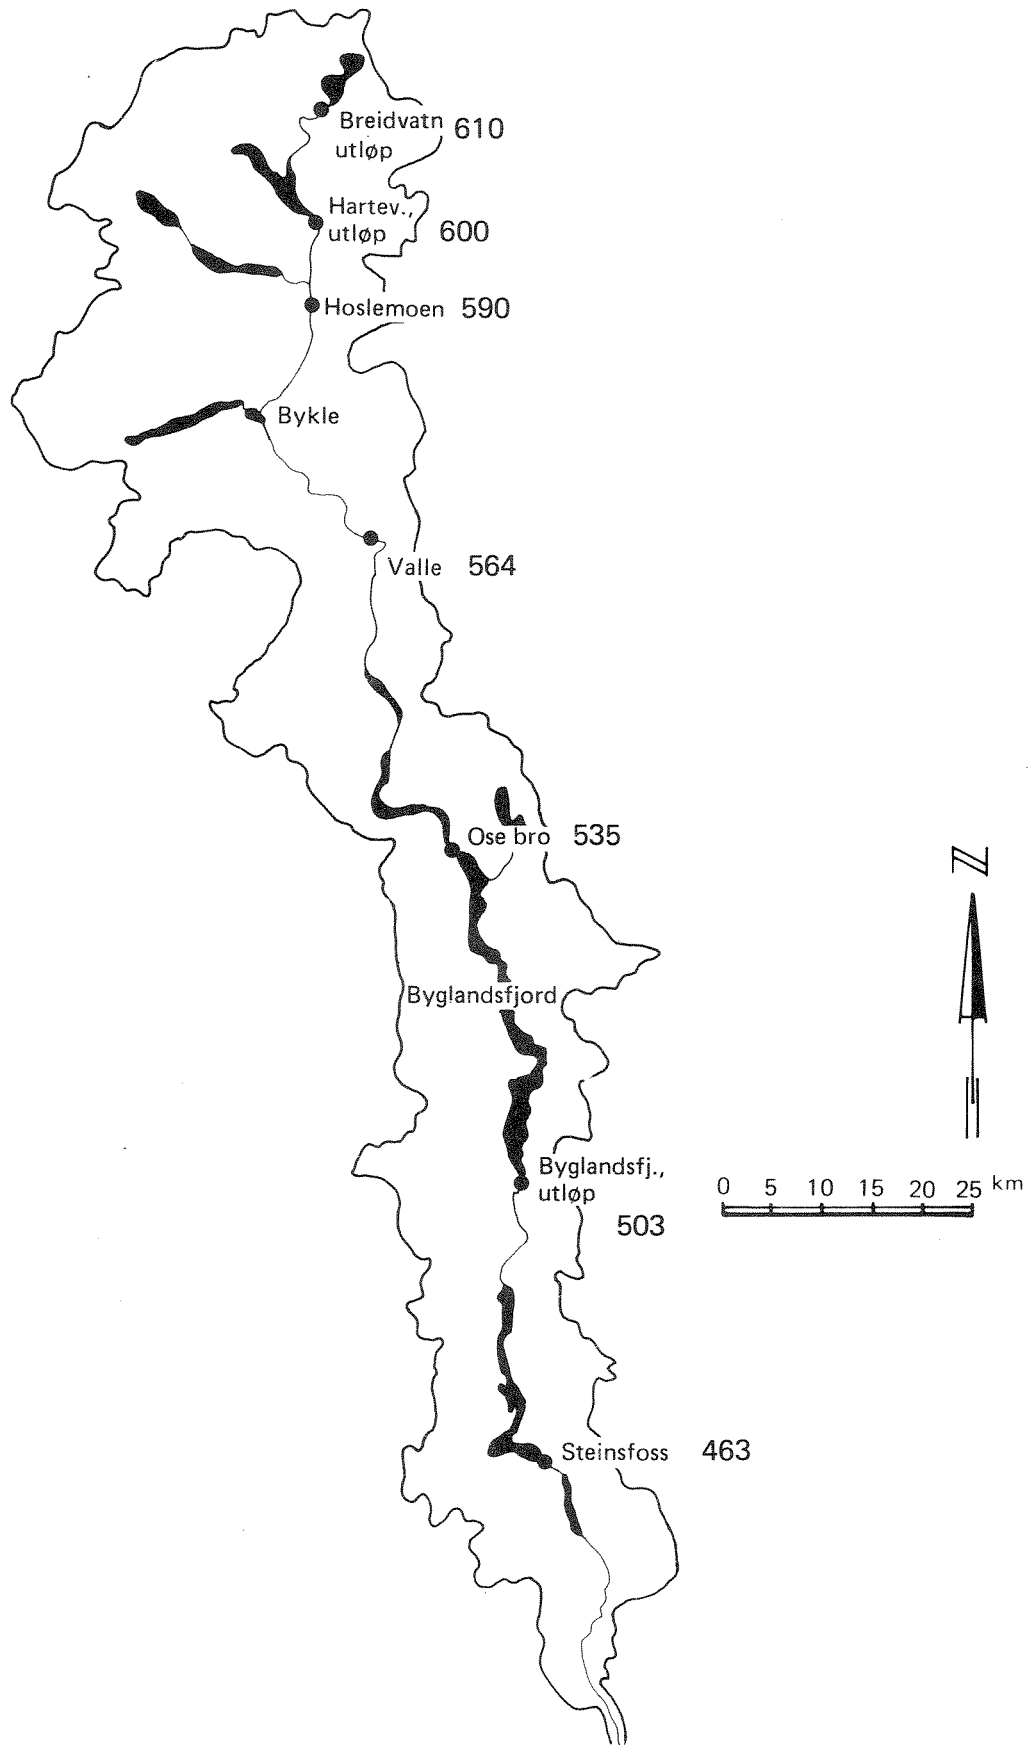 Breidvatn 610
utløp
Hartev.,
utløp 600
Hoslemoen 590
Bykle
Valle 564
Ose bro 535
N
Byglandsfjord
Byglandsfj.,
utløp
503
0 5 10 15 20 25 km
Steinsfoss 463